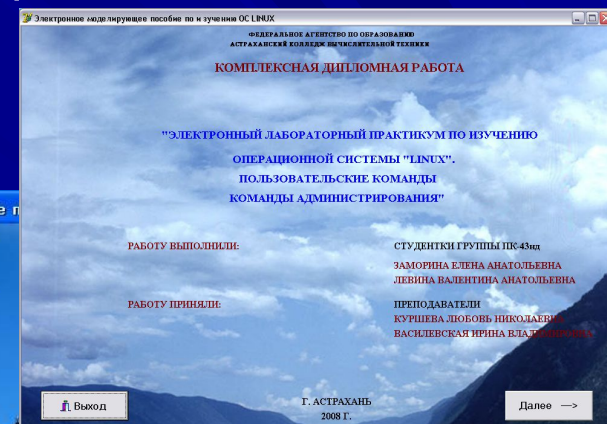 Электронное моделирующее пособие по и зучению ОС LINUX
ФЕДЕРАЛЬНОЕ АГЕНТСТВО ПО ОБРАЗОВАНИЮ
АСТРАХАНСКИЙ КОЛЛЕДЖ ВЫЧИСЛИТЕЛЬНОЙ ТЕХНИКИ
КОМПЛЕКСНАЯ ДИПЛОМНАЯ РАБОТА
"ЭЛЕКТРОННЫЙ ЛАБОРАТОРНЫЙ ПРАКТИКУМ ПО ИЗУЧЕНИЮ
ОПЕРАЦИОННОЙ СИСТЕМЫ "LINUX".
ПОЛЬЗОВАТЕЛЬСКИЕ КОМАНДЫ
КОМАНДЫ АДМИНИСТРИРОВАНИЯ"
РАБОТУ ВЫПОЛНИЛИ: СТУДЕНТКИ ГРУППЫ ПК-43нд
ЗАМОРИНА ЕЛЕНА АНАТОЛЬЕВНА
ЛЕВИНА ВАЛЕНТИНА АНАТОЛЬЕВНА
РАБОТУ ПРИНЯЛИ: ПРЕПОДАВАТЕЛИ
КУРШЕВА ЛЮБОВЬ НИКОЛАЕВНА
ВАСИЛЕВСКАЯ ИРИНА ВЛАДИМИРОВНА
Выход Г. АСТРАХАНЬ Далее —>
2008 Г.